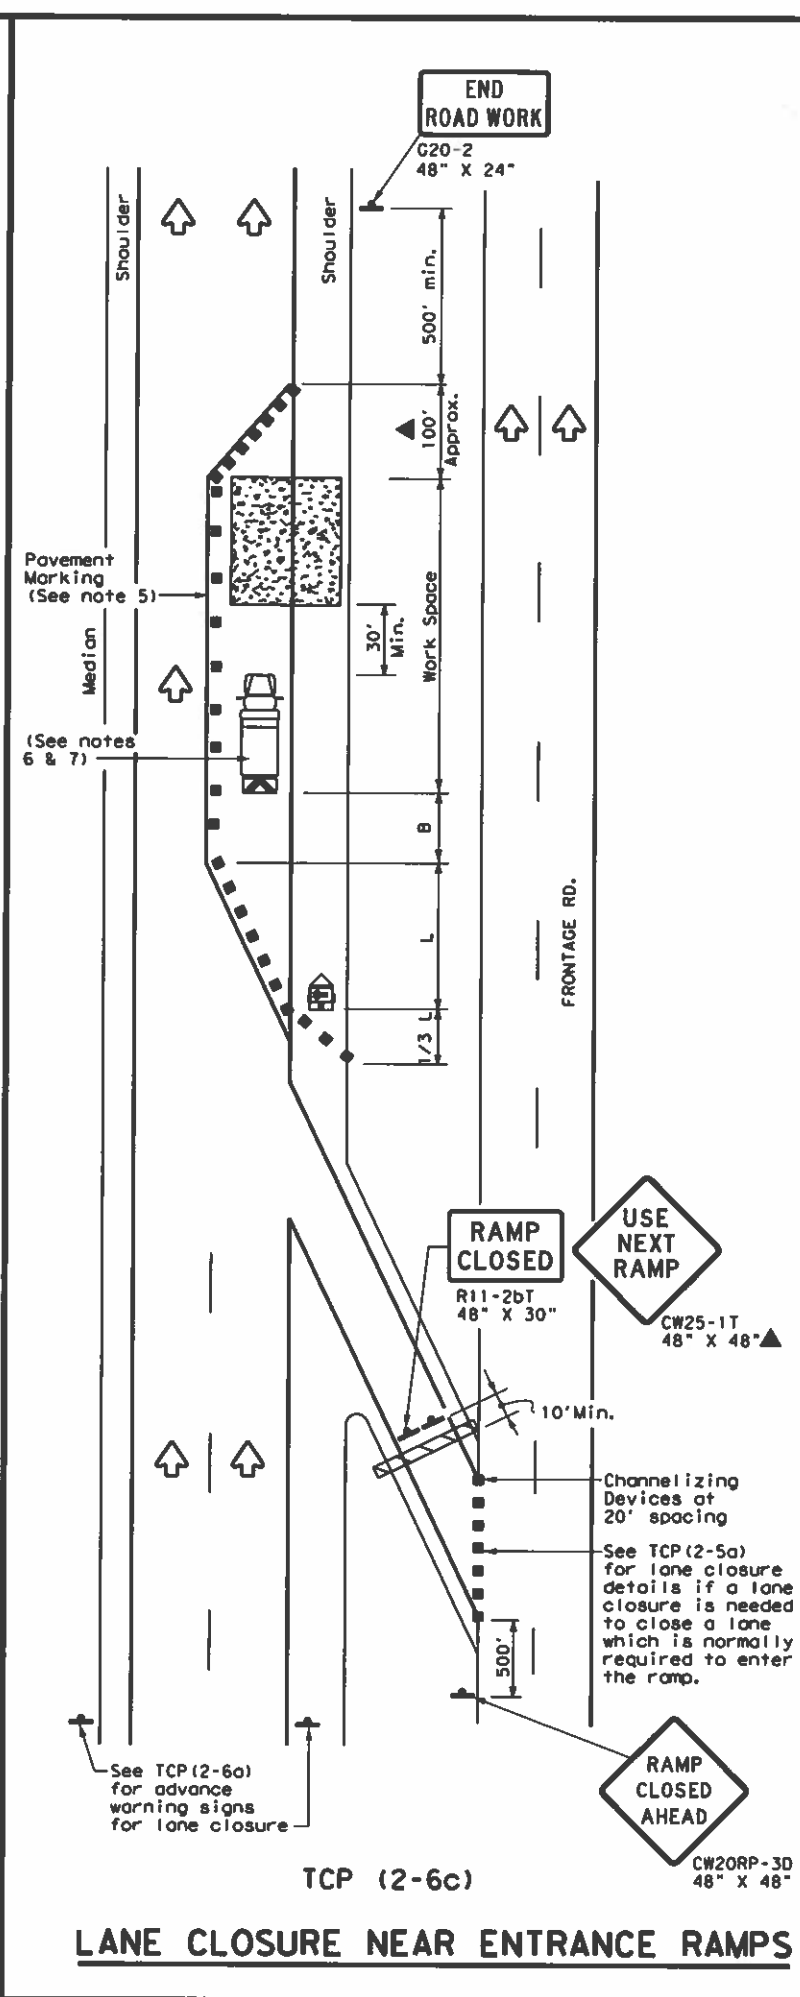 END
ROAD WORK
G20-2
48" X 24"
Shoulder
Shoulder
500' min.
100'
Approx.
Pavement
Marking
(See note 5)
Median
30'
Min.
Work Space
(See notes
6 & 7)
B
L
1/3 L
FRONTAGE RD.
RAMP
CLOSED
R11-2bT
48" X 30"
USE
NEXT
RAMP
CW25-1T
48" X 48"
10'Min.
Channelizing
Devices at
20' spacing
See TCP(2-5a)
for lane closure
details if a lane
closure is needed
to close a lane
which is normally
required to enter
the ramp.
500'
See TCP(2-6a)
for advance
warning signs
for lane closure
RAMP
CLOSED
AHEAD
CW20RP-3D
48" X 48"
TCP (2-6c)
LANE CLOSURE NEAR ENTRANCE RAMPS